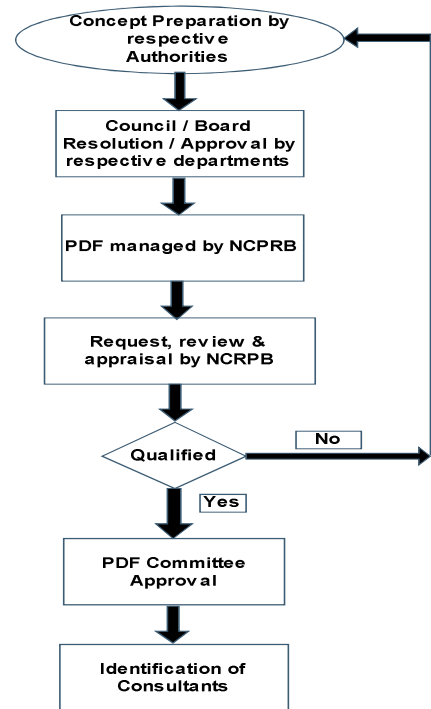 Concept Preparation by
respective
Authorities
Council / Board
Resolution / Approval by
respective departments
PDF managed by NCPRB
Request, review &
appraisal by NCRPB
Qualified
No
Yes
PDF Committee
Approval
Identification of
Consultants